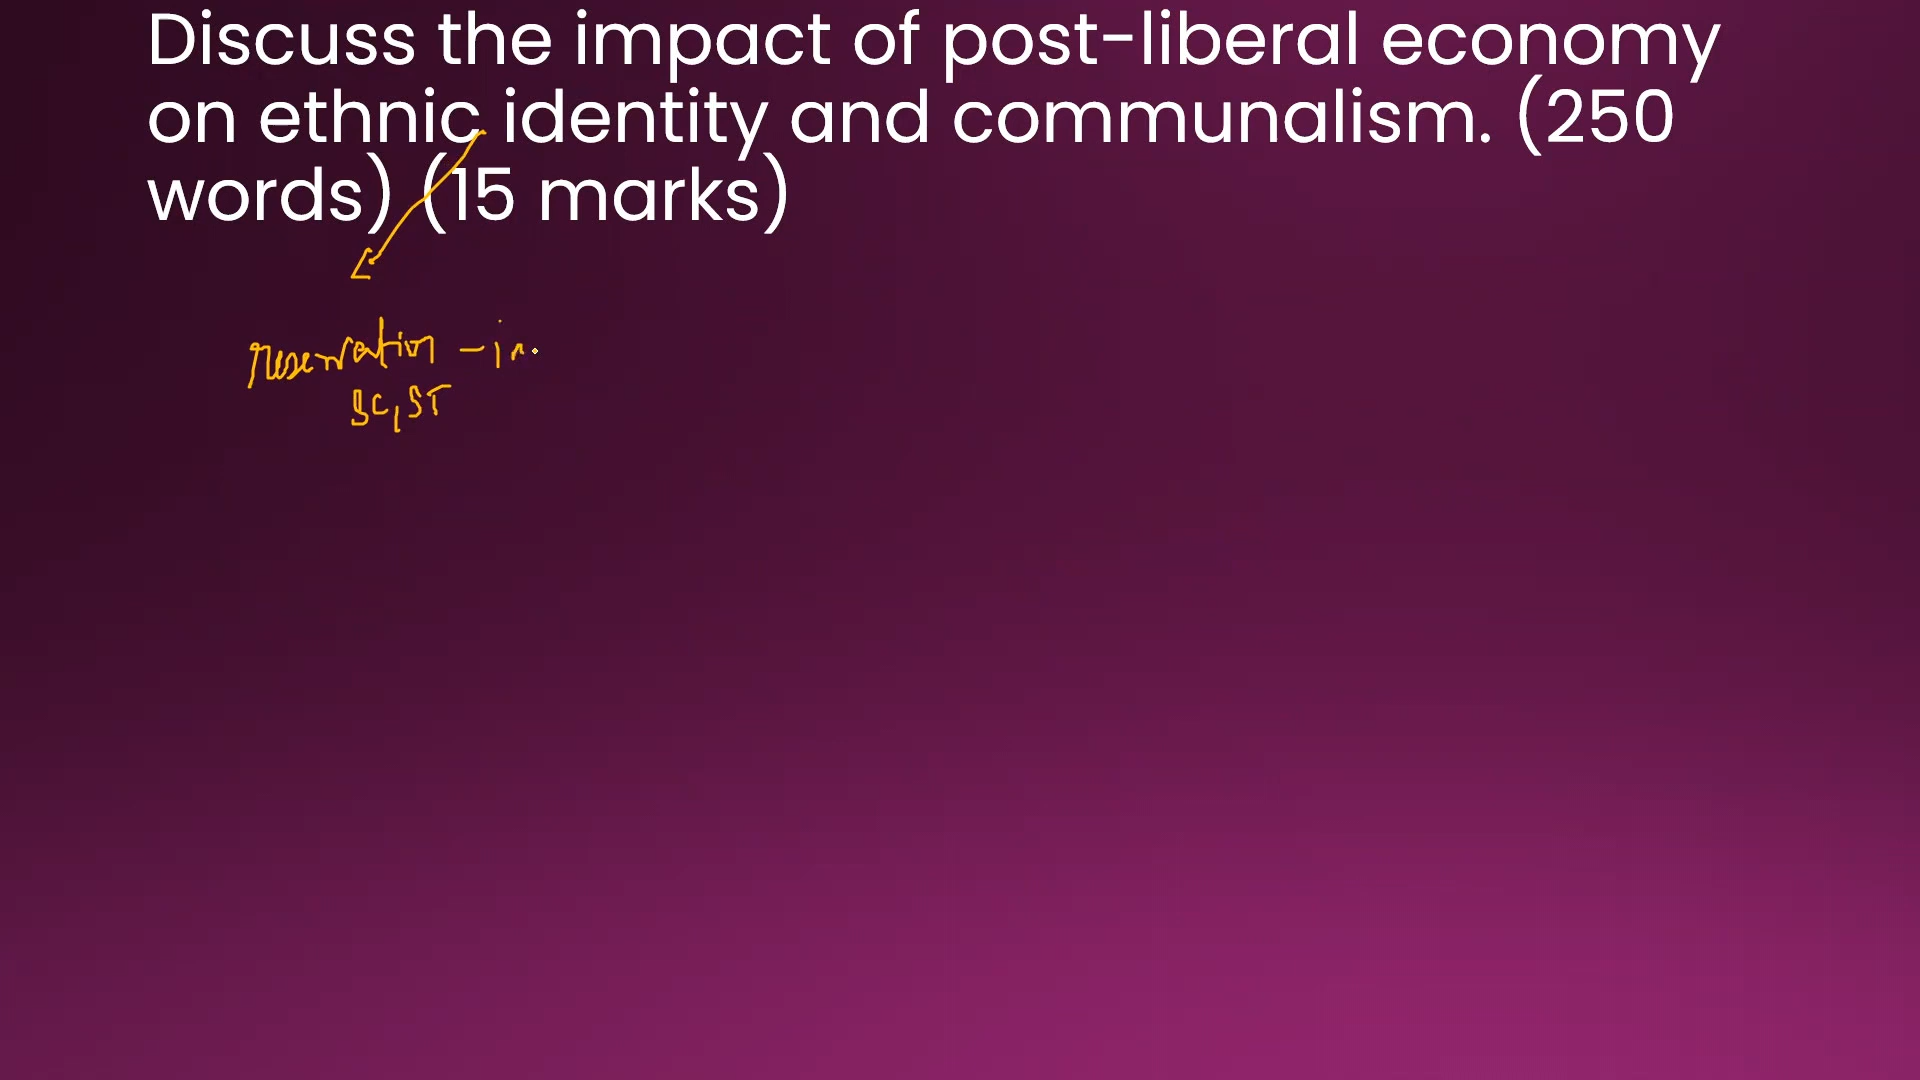 Discuss the impact of post-liberal economy
on ethnic identity and communalism. (250
words) (15 marks)
reservation - in
SC, ST